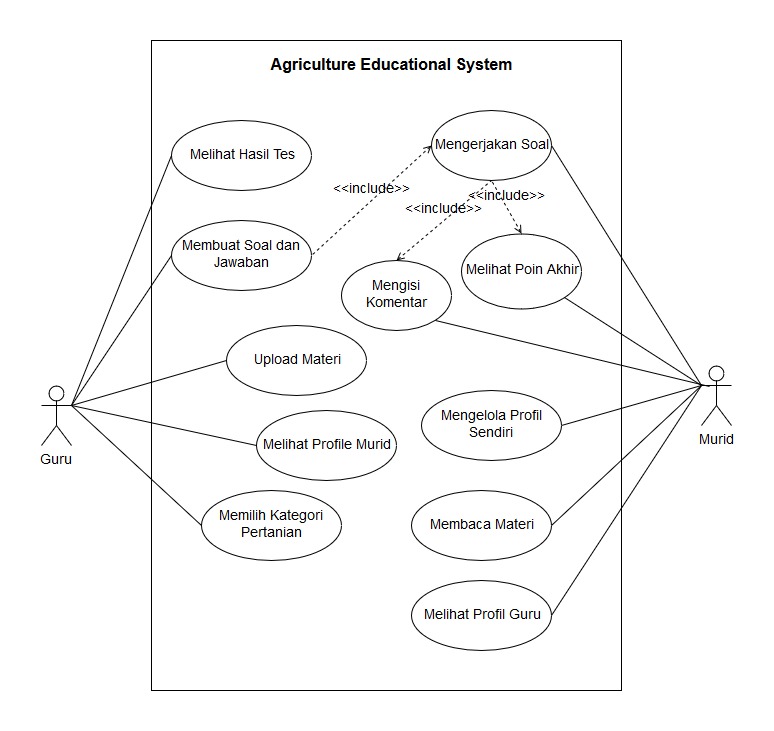 Agriculture Educational System
Melihat Hasil Tes
Mengerjakan Soal
<<include>>
<<include>>
<<include>>
Membuat Soal dan
Jawaban
Mengisi
Komentar
Melihat Poin Akhir
Upload Materi
Mengelola Profil
Sendiri
Melihat Profile Murid
Guru
Murid
Memilih Kategori
Pertanian
Membaca Materi
Melihat Profil Guru